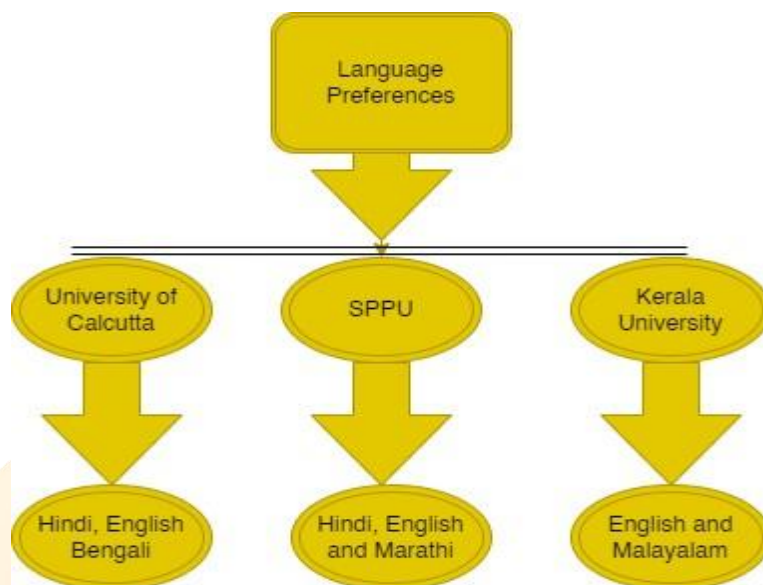 Language
Preferences
University of
Calcutta
SPPU
Kerala
University
Hindi, English
Bengali
Hindi, English
and Marathi
English and
Malayalam